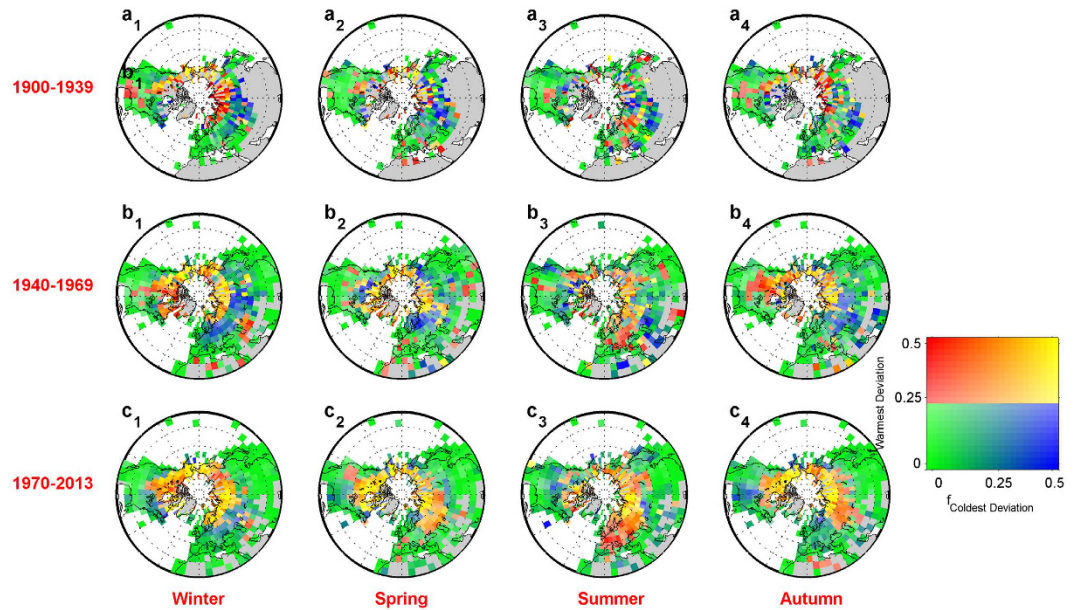 a1 a2 a3 a4
b1
1900-1939
b1 b2 b3 b4
1940-1969
0.5
0.25
0
f Warmest Deviation
0 0.25 0.5
fColdest Deviation
c1 c2 c3 c4
1970-2013
Winter Spring Summer Autumn